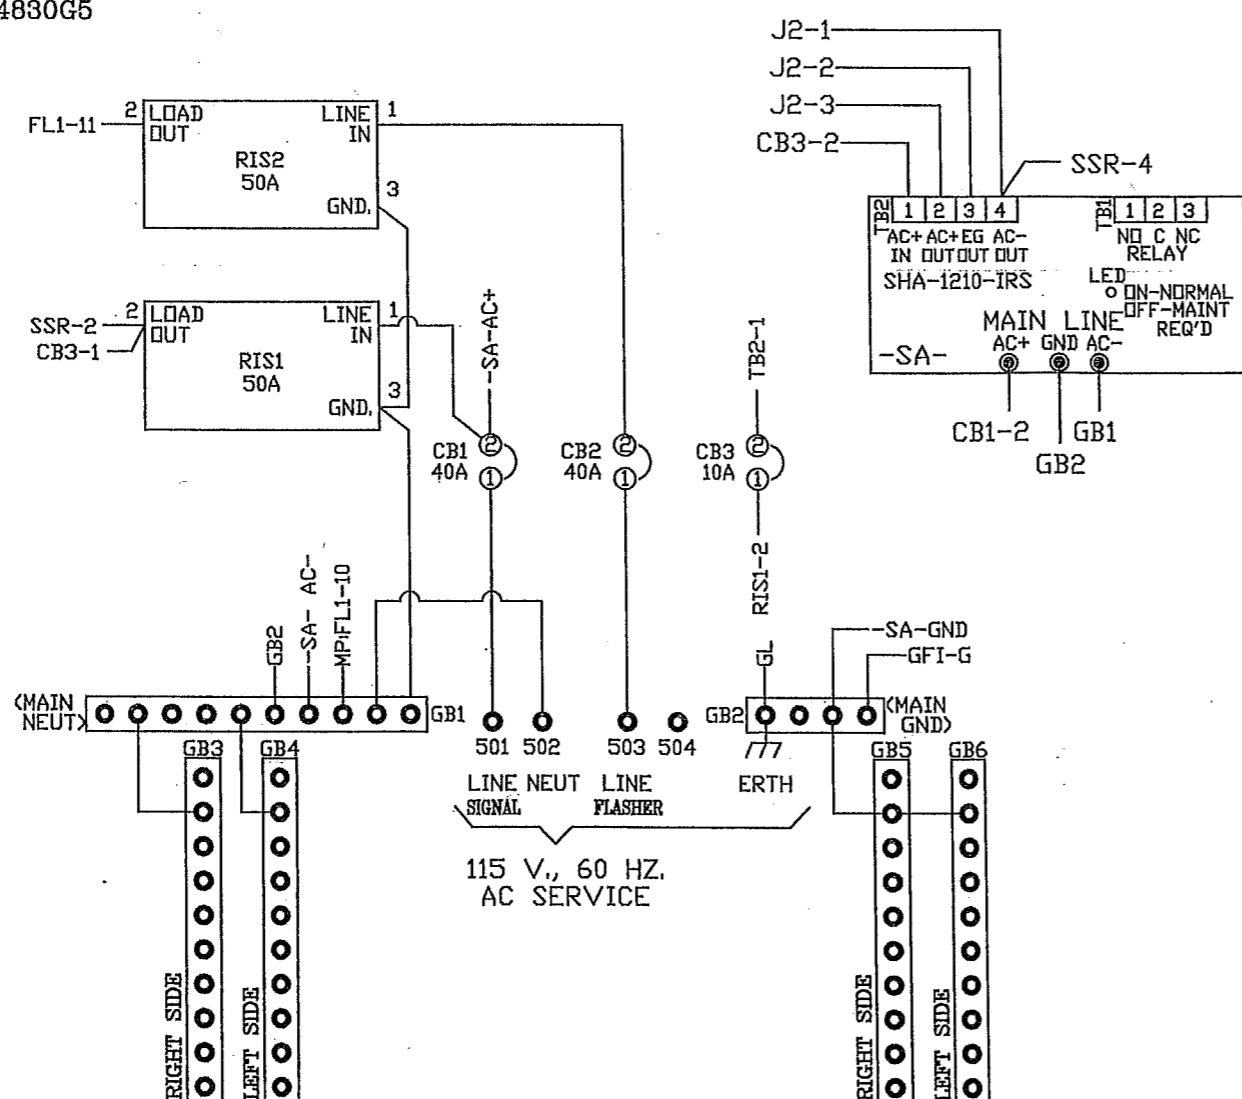 4830G5
J2-1
J2-2
J2-3
CB3-2
SSR-4
FL1-11
2
LOAD
OUT
LINE
IN
1
RIS2
50A
3
GND.
TB2
1 2 3 4
AC+ AC+ EG AC-
IN OUT OUT OUT
SHA-1210-IRS
TB1
1 2 3
NO C NC
RELAY
LED
ON-NORMAL
OFF-MAINT
REQ'D
MAIN LINE
AC+ GND AC-
-SA-
CB1-2
GB2
GB1
SSR-2
CB3-1
2
LOAD
OUT
LINE
IN
1
RIS1
50A
3
GND.
-SA-AC+
TB2-1
CB1
40A
2
1
CB2
40A
2
1
CB3
10A
2
1
RIS1-2
GB2
-SA- AC-
MP:FL1-10
GL
-SA-GND
GFI-G
(MAIN
NEUT)
GB1
501 502 503 504
GB2
(MAIN
GND)
GB3
GB4
GB5
GB6
LINE NEUT LINE
SIGNAL FLASHER
ERTH
115 V., 60 HZ.
AC SERVICE
RIGHT SIDE
LEFT SIDE
RIGHT SIDE
LEFT SIDE